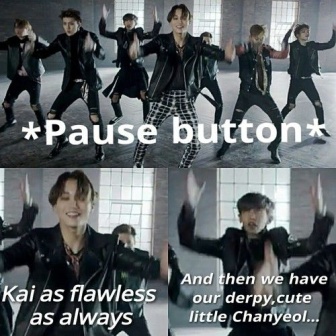 *Pause button*
Kai as flawless
as always
And then we have
our derpy,cute
little Chanyeol...